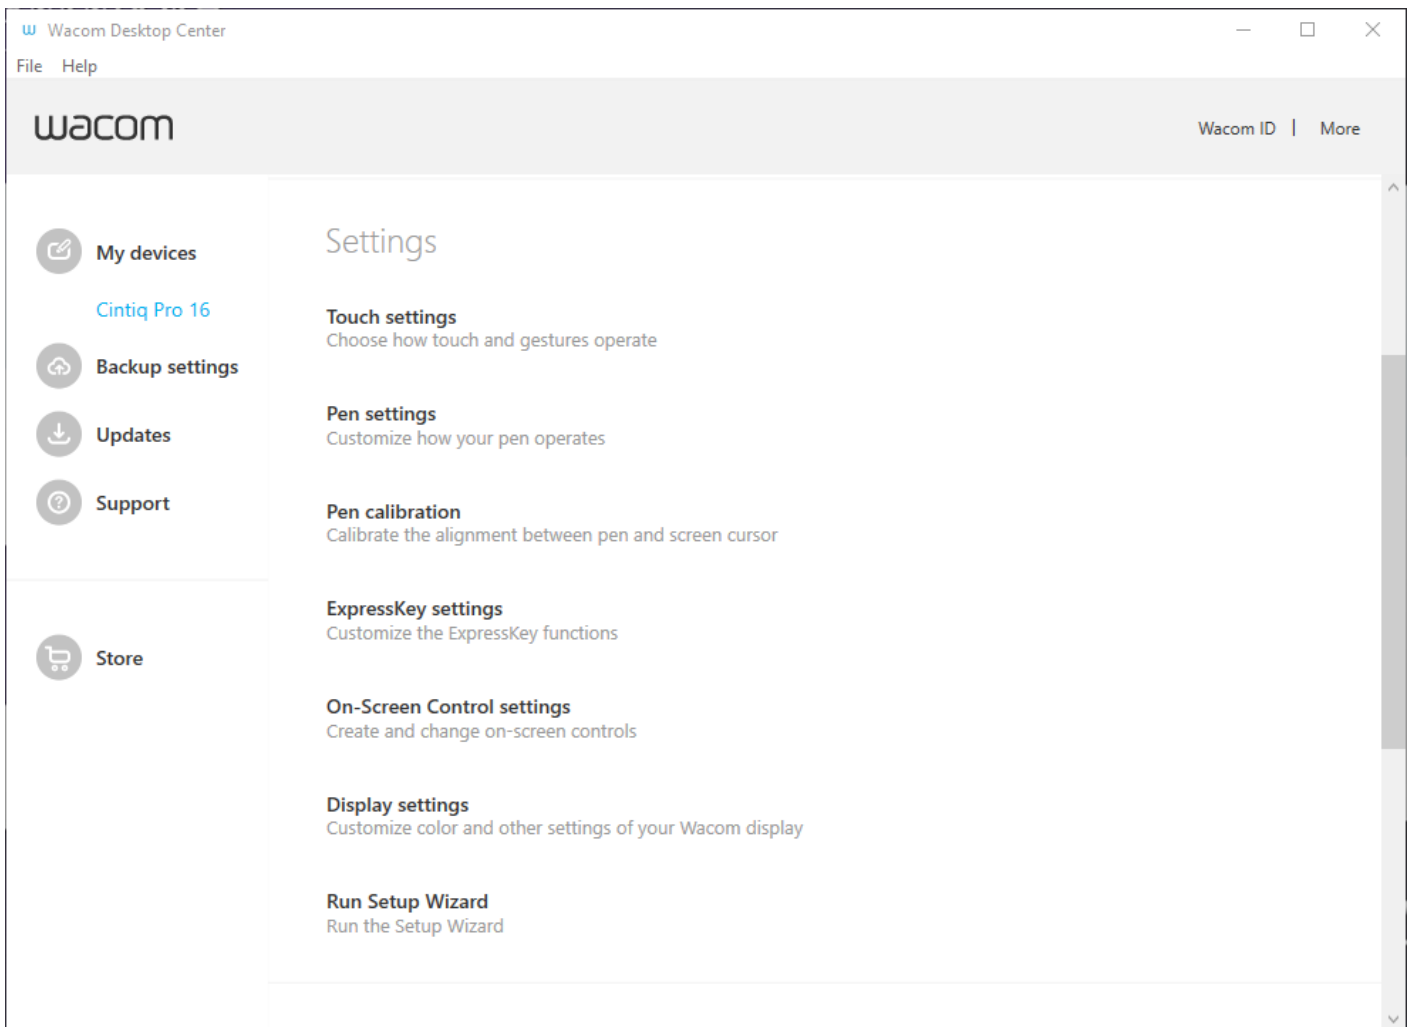 Wacom Desktop Center
File Help
wacom
Wacom ID | More
My devices
Cintiq Pro 16
Backup settings
Updates
Support
Store
Settings
Touch settings
Choose how touch and gestures operate
Pen settings
Customize how your pen operates
Pen calibration
Calibrate the alignment between pen and screen cursor
ExpressKey settings
Customize the ExpressKey functions
On-Screen Control settings
Create and change on-screen controls
Display settings
Customize color and other settings of your Wacom display
Run Setup Wizard
Run the Setup Wizard